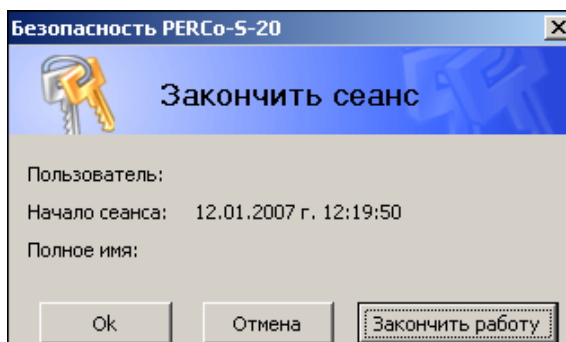 Безопасность PERCo-S-20
Закончить сеанс
Пользователь:
Начало сеанса: 12.01.2007 г. 12:19:50
Полное имя:
Ok Отмена Закончить работу